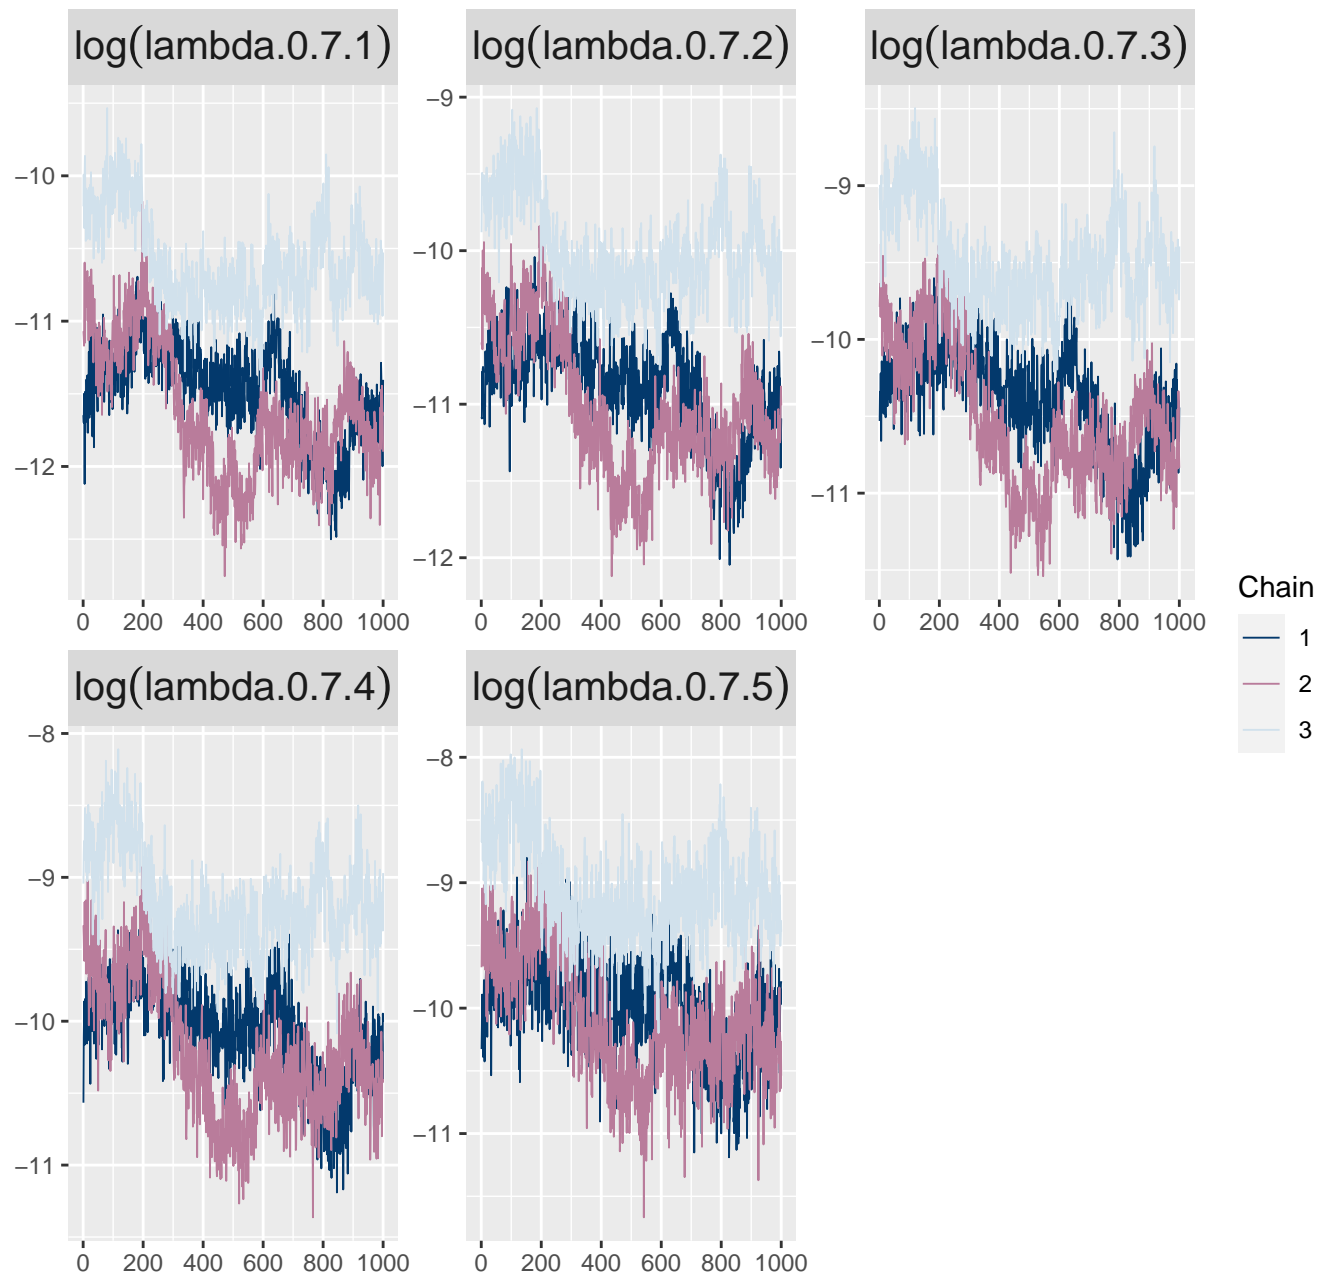 log(lambda.0.7.1)
−10
−11
−12
0 200 400 600 800 1000
log(lambda.0.7.2)
−9
−10
−11
−12
0 200 400 600 800 1000
log(lambda.0.7.3)
−9
−10
−11
0 200 400 600 800 1000
log(lambda.0.7.4)
−8
−9
−10
−11
0 200 400 600 800 1000
log(lambda.0.7.5)
−8
−9
−10
−11
0 200 400 600 800 1000
Chain
1
2
3